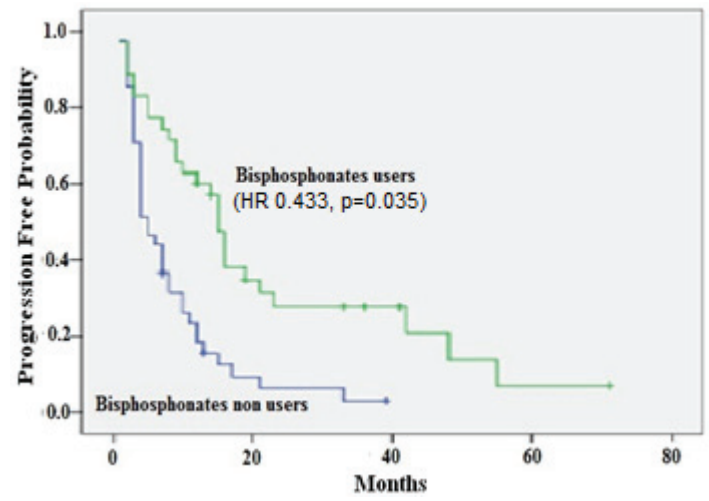 Progression Free Probability
1.0
0.8
0.6
0.4
0.2
0.0
Bisphosphonates users
(HR 0.433, p=0.035)
Bisphosphonates non users
0 20 40 60 80
Months